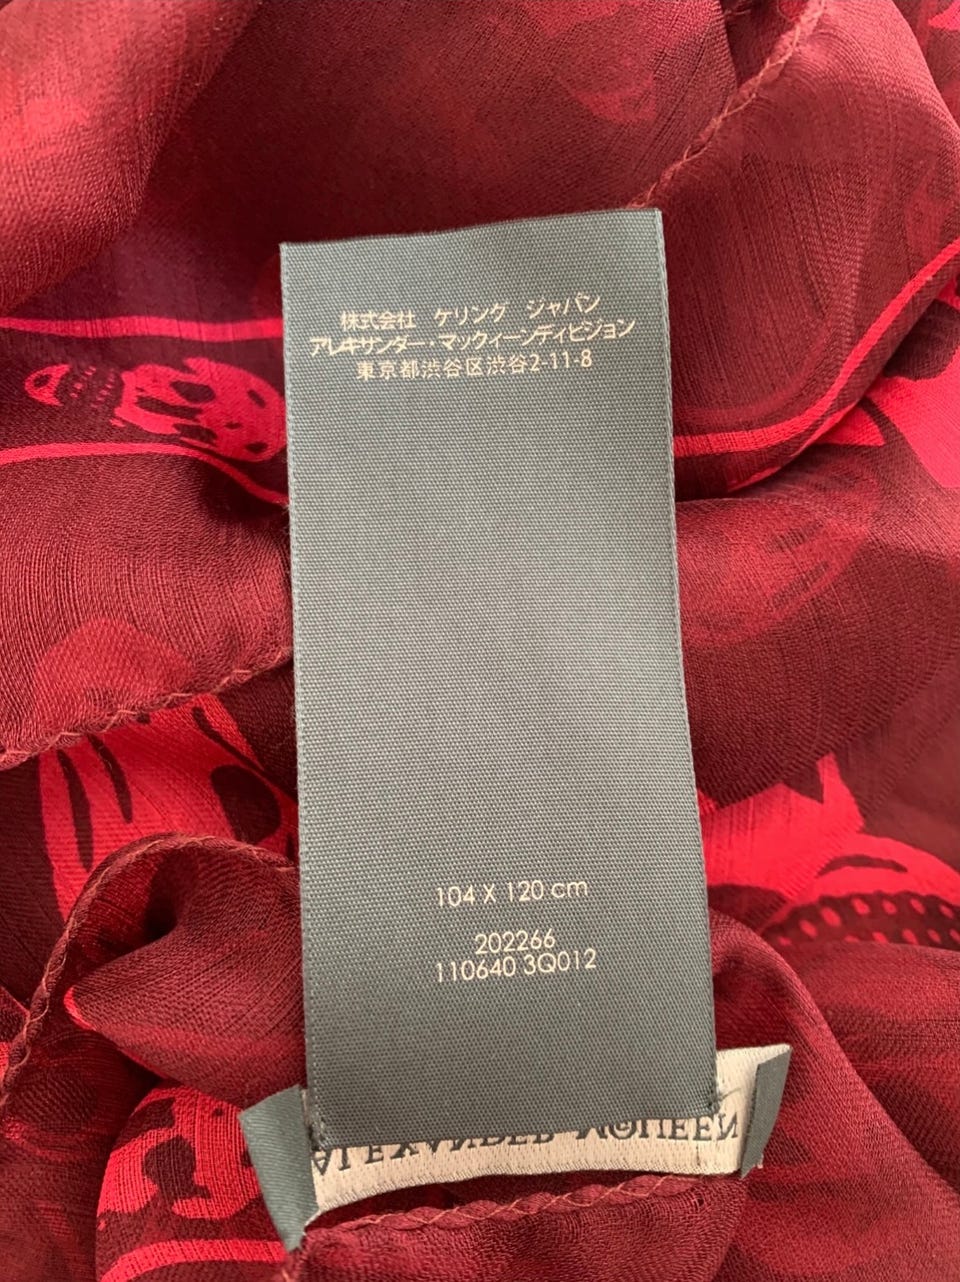 株式会社 ケリング ジャパン
アレキサンダー・マックィーンディビジョン
東京都渋谷区渋谷2-11-8
104 X 120 cm
202266
110640 3Q012
ALEXANDER MQUEEN